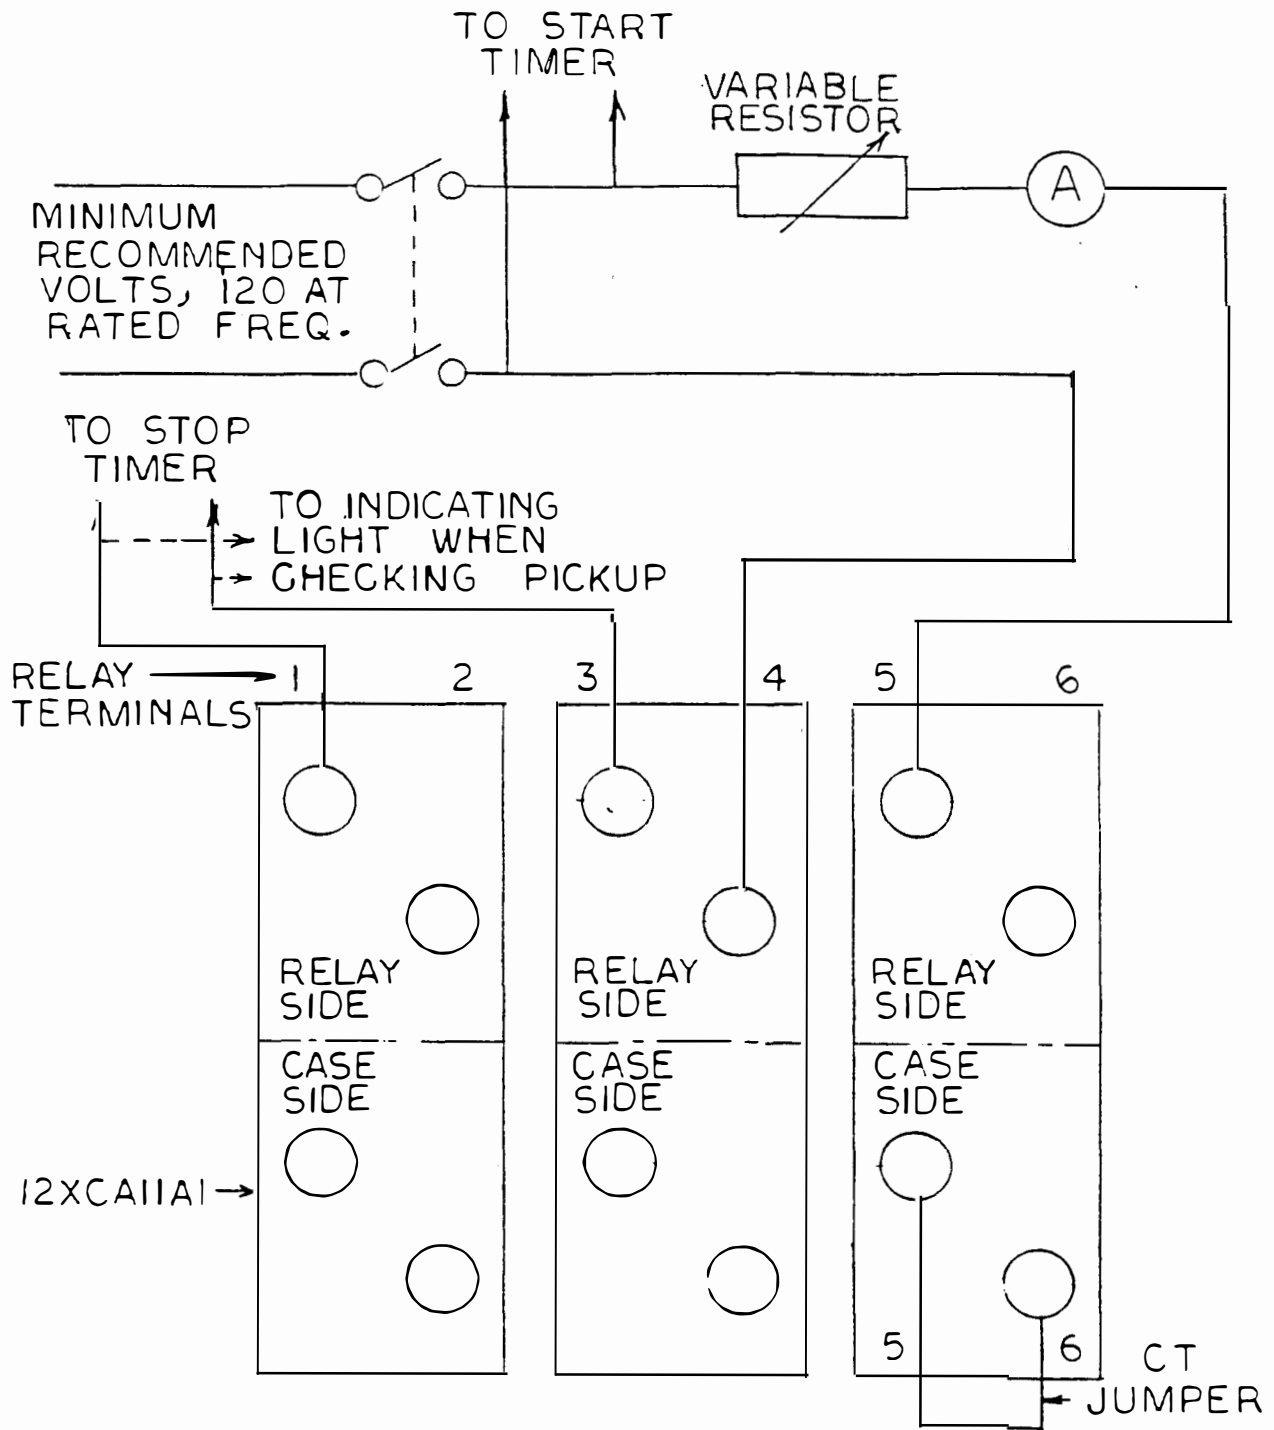 TO START
TIMER
VARIABLE
RESISTOR
A
MINIMUM
RECOMMENDED
VOLTS, 120 AT
RATED FREQ.
TO STOP
TIMER
TO INDICATING
LIGHT WHEN
CHECKING PICKUP
RELAY
TERMINALS
1 2 3 4 5 6
RELAY
SIDE
RELAY
SIDE
RELAY
SIDE
CASE
SIDE
CASE
SIDE
CASE
SIDE
12XCA11A1
5 6
CT
JUMPER